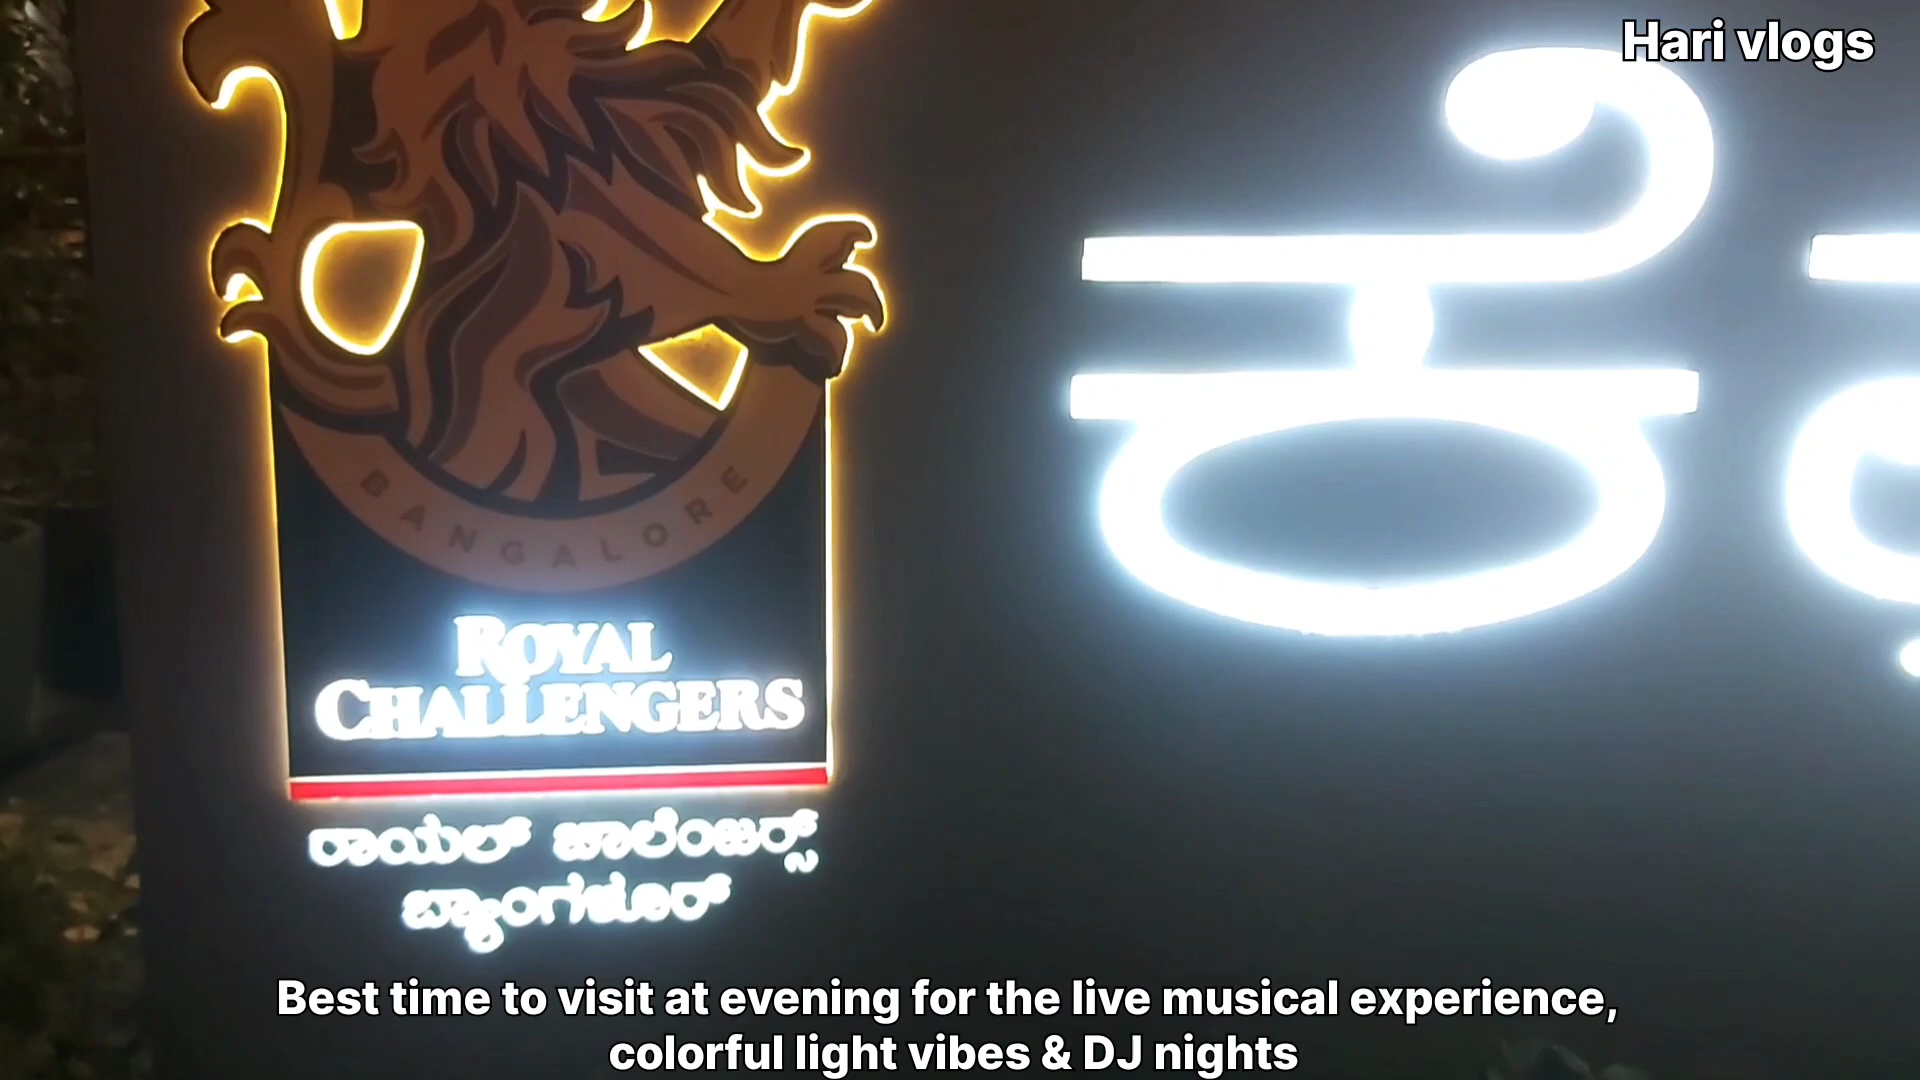 Hari vlogs
BANGALORE
ROYAL
CHALLENGERS
ರಾಯಲ್ ಚಾಲೆಂಜರ್ಸ್
ಬ್ಯಾಂಗಳೂರ್
Best time to visit at evening for the live musical experience,
colorful light vibes & DJ nights